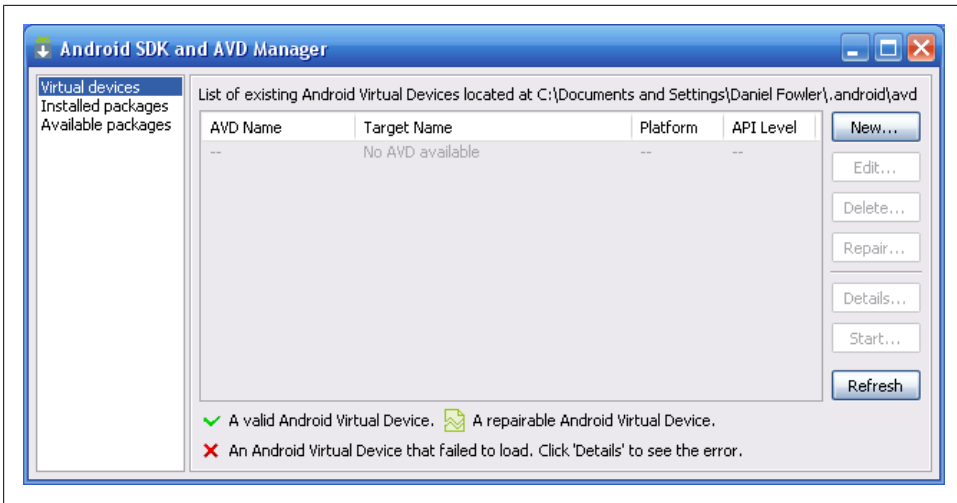 Android SDK and AVD Manager
Virtual devices
Installed packages
Available packages
List of existing Android Virtual Devices located at C:\Documents and Settings\Daniel Fowler\.android\avd
AVD Name Target Name Platform API Level
-- No AVD available -- --
New...
Edit...
Delete...
Repair...
Details...
Start...
Refresh
A valid Android Virtual Device. A repairable Android Virtual Device.
An Android Virtual Device that failed to load. Click 'Details' to see the error.